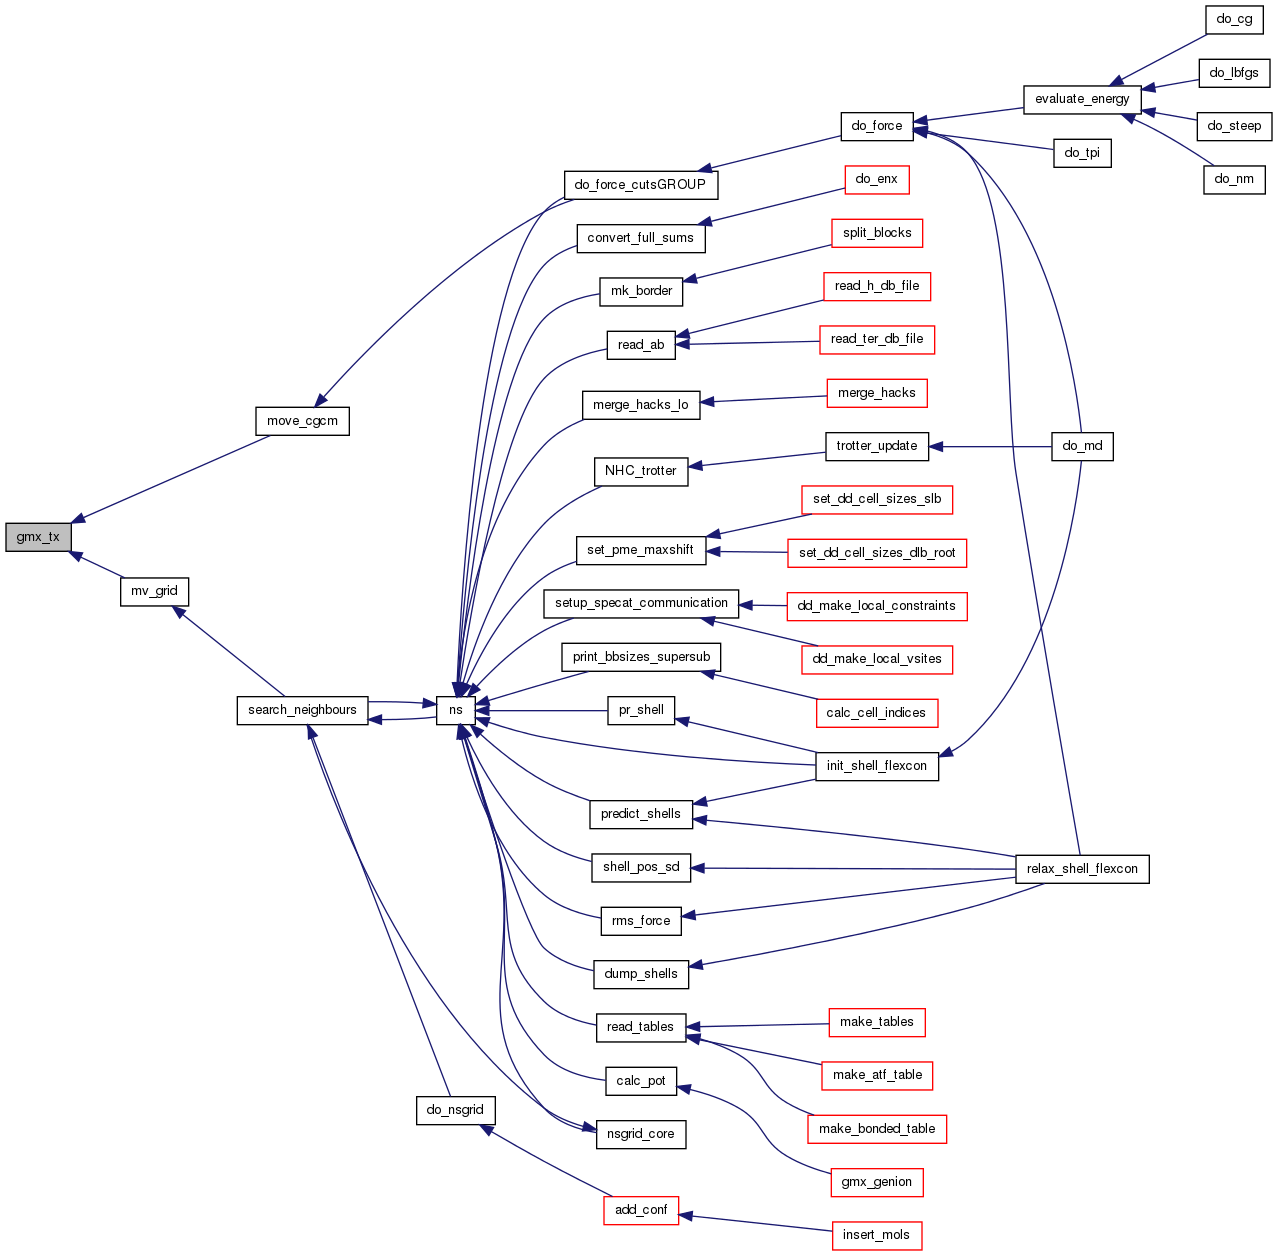 do_cg
do_lbfgs
evaluate_energy
do_force
do_steep
do_tpi
do_nm
do_force_cutsGROUP
do_enx
convert_full_sums
split_blocks
mk_border
read_h_db_file
read_ab
read_ter_db_file
merge_hacks_lo
merge_hacks
move_cgcm
NHC_trotter
trotter_update
do_md
set_dd_cell_sizes_slb
gmx_tx
set_pme_maxshift
set_dd_cell_sizes_dlb_root
mv_grid
setup_specat_communication
dd_make_local_constraints
print_bbsizes_supersub
dd_make_local_vsites
search_neighbours
ns
pr_shell
calc_cell_indices
init_shell_flexcon
predict_shells
shell_pos_sd
relax_shell_flexcon
rms_force
dump_shells
read_tables
make_tables
calc_pot
make_atf_table
do_nsgrid
nsgrid_core
make_bonded_table
gmx_genion
add_conf
insert_mols